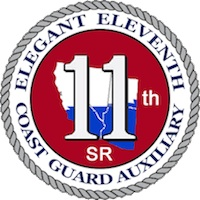 ELEGANT ELEVENTH
11th
SR
COAST GUARD AUXILIARY